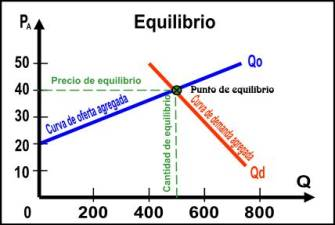 Equilibrio
P_A
50
40
30
20
10
0
200
400
600
800
Q
Qo
Qd
Precio de equilibrio
Punto de equilibrio
Curva de oferta agregada
Curva de demanda agregada
Cantidad de equilibrio